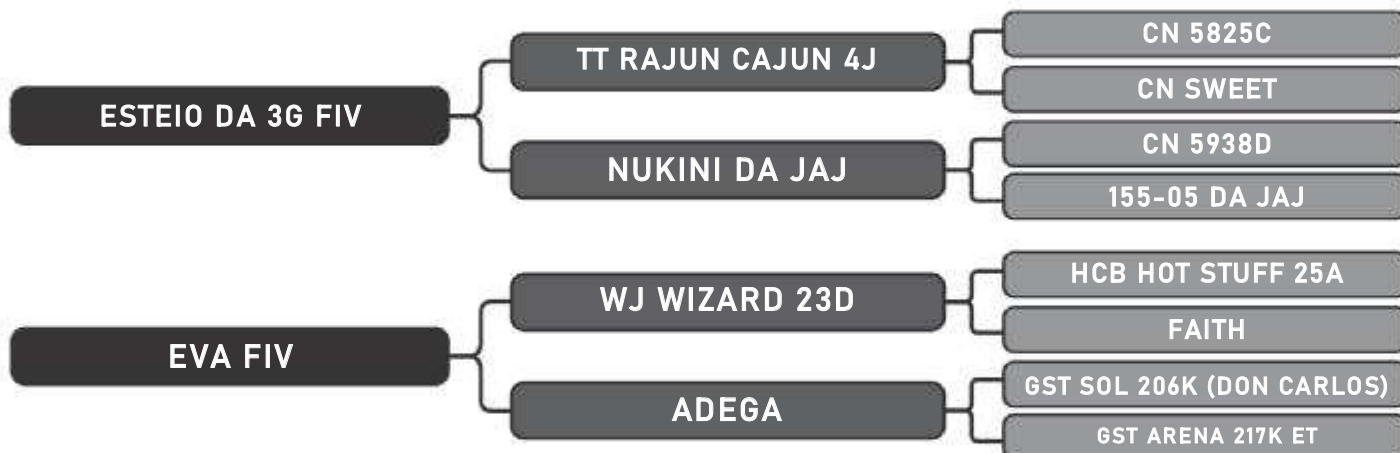 ESTEIO DA 3G FIV
TT RAJUN CAJUN 4J
CN 5825C
CN SWEET
NUKINI DA JAJ
CN 5938D
155-05 DA JAJ
EVA FIV
WJ WIZARD 23D
HCB HOT STUFF 25A
FAITH
ADEGA
GST SOL 206K (DON CARLOS)
GST ARENA 217K ET